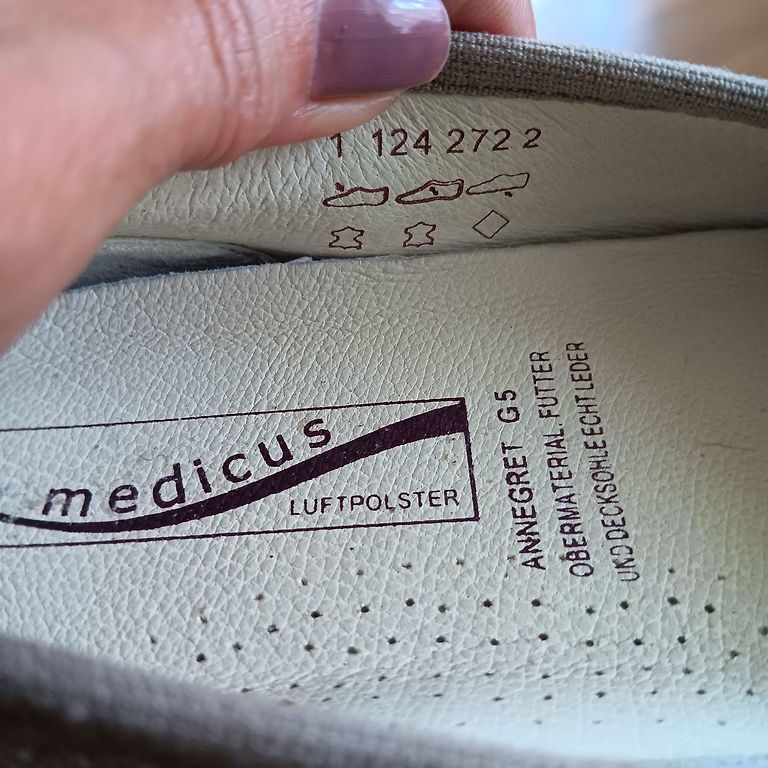 1 124 272 2
medicus
LUFTPOLSTER
ANNEGRET G5
OBERMATERIAL, FUTTER
UND DECKSOHLE ECHT LEDER